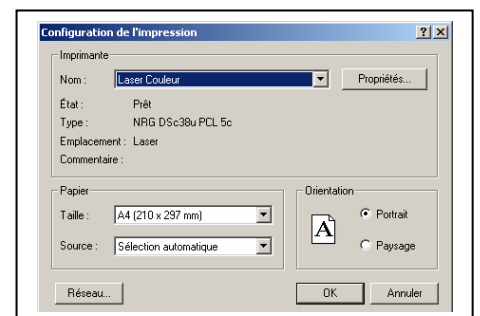 Configuration de l'impression
Imprimante
Nom : Laser Couleur Propriétés...
État : Prêt
Type : NRG DSc38u PCL 5c
Emplacement : Laser
Commentaire :
Papier
Taille : A4 (210 x 297 mm)
Source : Sélection automatique
Orientation
A
Portrait
Paysage
Réseau... OK Annuler